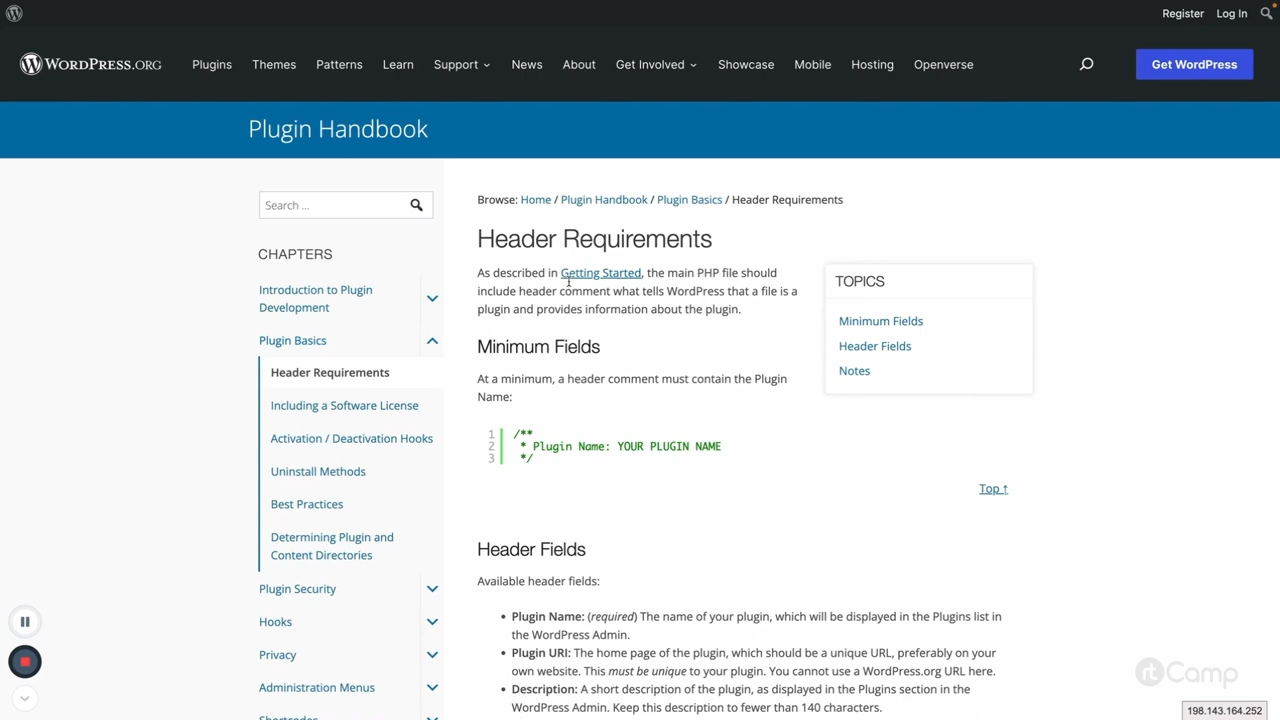 Register Log In
WORDPRESS.ORG Plugins Themes Patterns Learn Support News About Get Involved Showcase Mobile Hosting Openverse Get WordPress
Plugin Handbook
Search ...
CHAPTERS
Introduction to Plugin
Development
Plugin Basics
Header Requirements
Including a Software License
Activation / Deactivation Hooks
Uninstall Methods
Best Practices
Determining Plugin and
Content Directories
Plugin Security
Hooks
Privacy
Administration Menus
Shortcodes
Browse: Home / Plugin Handbook / Plugin Basics / Header Requirements
Header Requirements
As described in Getting Started, the main PHP file should
include header comment what tells WordPress that a file is a
plugin and provides information about the plugin.
TOPICS
Minimum Fields
Header Fields
Notes
Minimum Fields
At a minimum, a header comment must contain the Plugin
Name:
1 /**
2 * Plugin Name: YOUR PLUGIN NAME
3 */
Top ↑
Header Fields
Available header fields:
• Plugin Name: (required) The name of your plugin, which will be displayed in the Plugins list in
the WordPress Admin.
• Plugin URI: The home page of the plugin, which should be a unique URL, preferably on your
own website. This must be unique to your plugin. You cannot use a WordPress.org URL here.
• Description: A short description of the plugin, as displayed in the Plugins section in the
WordPress Admin. Keep this description to fewer than 140 characters.
rtCamp
198.143.164.252